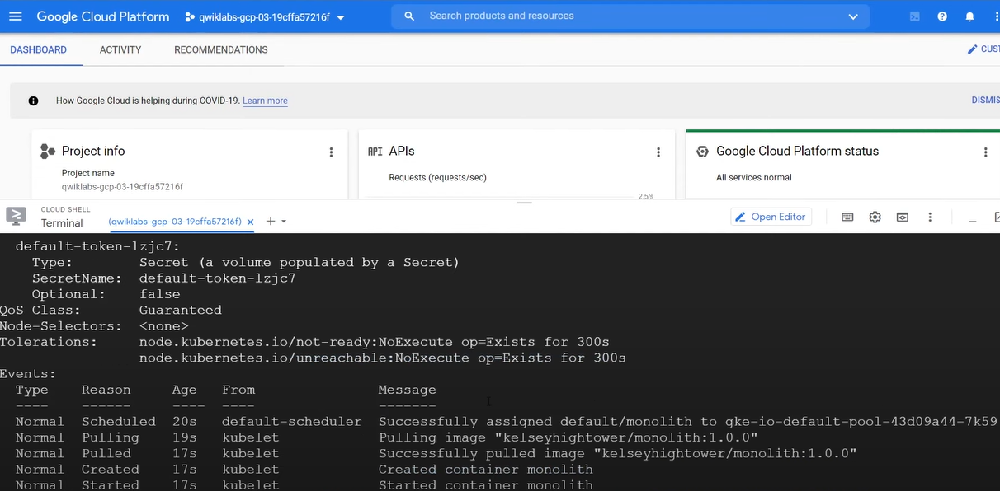 Google Cloud Platform qwiklabs-gcp-03-19cffa57216f Search products and resources
DASHBOARD ACTIVITY RECOMMENDATIONS
How Google Cloud is helping during COVID-19. Learn more
Project info
Project name
qwiklabs-gcp-03-19cffa57216f
API APIs
Requests (requests/sec)
2.5/s
Google Cloud Platform status
All services normal
CLOUD SHELL
Terminal (qwiklabs-gcp-03-19cffa57216f) Open Editor
default-token-lzjc7:
Type: Secret (a volume populated by a Secret)
SecretName: default-token-lzjc7
Optional: false
QoS Class: Guaranteed
Node-Selectors: <none>
Tolerations: node.kubernetes.io/not-ready:NoExecute op=Exists for 300s
node.kubernetes.io/unreachable:NoExecute op=Exists for 300s
Events:
Type Reason Age From Message
---- ------ ---- ---- -------
Normal Scheduled 20s default-scheduler Successfully assigned default/monolith to gke-io-default-pool-43d09a44-7k59
Normal Pulling 19s kubelet Pulling image "kelseyhightower/monolith:1.0.0"
Normal Pulled 17s kubelet Successfully pulled image "kelseyhightower/monolith:1.0.0"
Normal Created 17s kubelet Created container monolith
Normal Started 17s kubelet Started container monolith